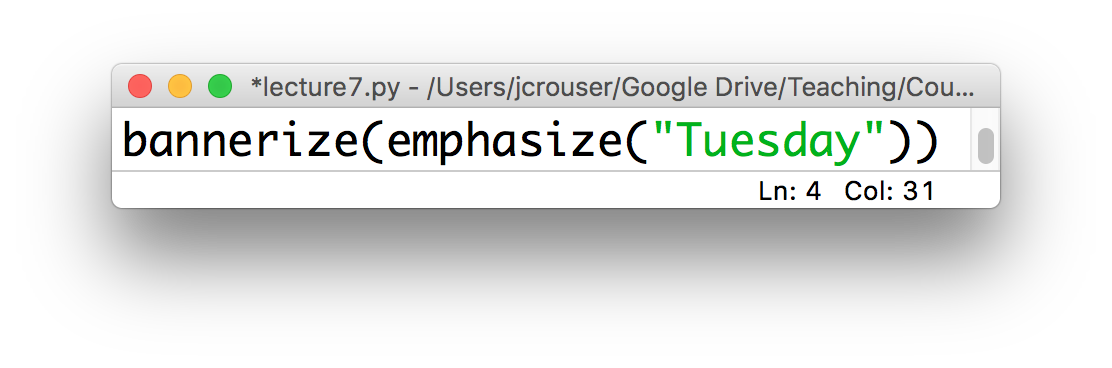 *lecture7.py - /Users/jcrouser/Google Drive/Teaching/Cou...
bannerize(emphasize("Tuesday"))
Ln: 4 Col: 31